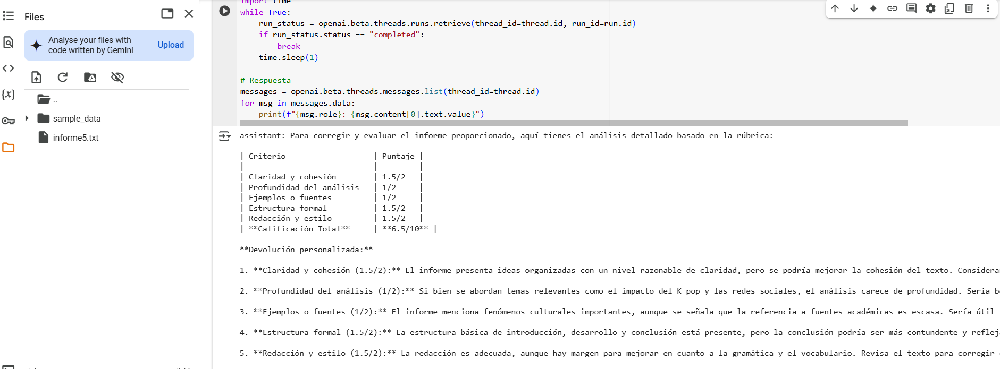 Files
Analyse your files with
code written by Gemini
Upload
{x}
..
sample_data
informe5.txt
import time
while True:
    run_status = openai.beta.threads.runs.retrieve(thread_id=thread.id, run_id=run.id)
    if run_status.status == "completed":
        break
    time.sleep(1)
# Respuesta
messages = openai.beta.threads.messages.list(thread_id=thread.id)
for msg in messages.data:
    print(f"{msg.role}: {msg.content[0].text.value}")
assistant: Para corregir y evaluar el informe proporcionado, aquí tienes el análisis detallado basado en la rúbrica:
| Criterio                   | Puntaje |
|----------------------------|---------|
| Claridad y cohesión        | 1.5/2   |
| Profundidad del análisis   | 1/2     |
| Ejemplos o fuentes         | 1/2     |
| Estructura formal          | 1.5/2   |
| Redacción y estilo         | 1.5/2   |
| **Calificación Total**     | **6.5/10** |
**Devolución personalizada:**
1. **Claridad y cohesión (1.5/2):** El informe presenta ideas organizadas con un nivel razonable de claridad, pero se podría mejorar la cohesión del texto.
2. **Profundidad del análisis (1/2):** Si bien se abordan temas relevantes como el impacto del K-pop y las redes sociales, el análisis carece de profundidad. Sería
3. **Ejemplos o fuentes (1/2):** El informe menciona fenómenos culturales importantes, aunque se señala que la referencia a fuentes académicas es escasa. Sería útil
4. **Estructura formal (1.5/2):** La estructura básica de introducción, desarrollo y conclusión está presente, pero la conclusión podría ser más contundente y
5. **Redacción y estilo (1.5/2):** La redacción es adecuada, aunque hay margen para mejorar en cuanto a la gramática y el vocabulario. Revisa el texto para corregir